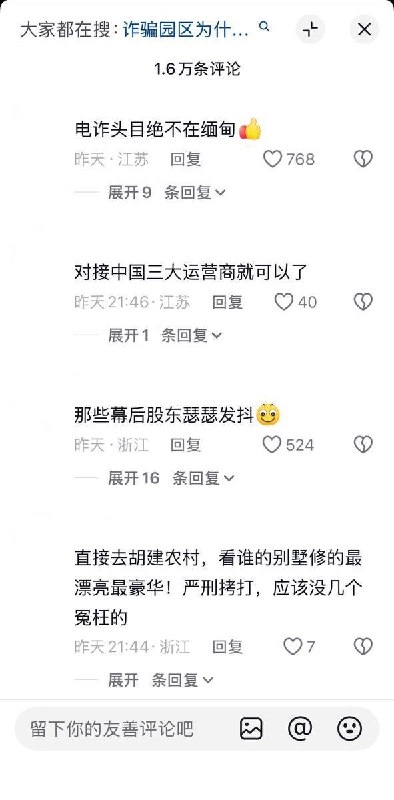 大家都在搜：诈骗园区为什...
1.6万条评论
电诈头目绝不在缅甸👍
昨天 · 江苏 回复 768
展开9 条回复
对接中国三大运营商就可以了
昨天 21:46 · 江苏 回复 40
展开1 条回复
那些幕后股东瑟瑟发抖
昨天 · 浙江 回复 524
展开16 条回复
直接去胡建农村，看谁的别墅修的最
漂亮最豪华！严刑拷打，应该没几个
冤枉的
昨天 21:44 · 浙江 回复 7
展开 条回复
留下你的友善评论吧